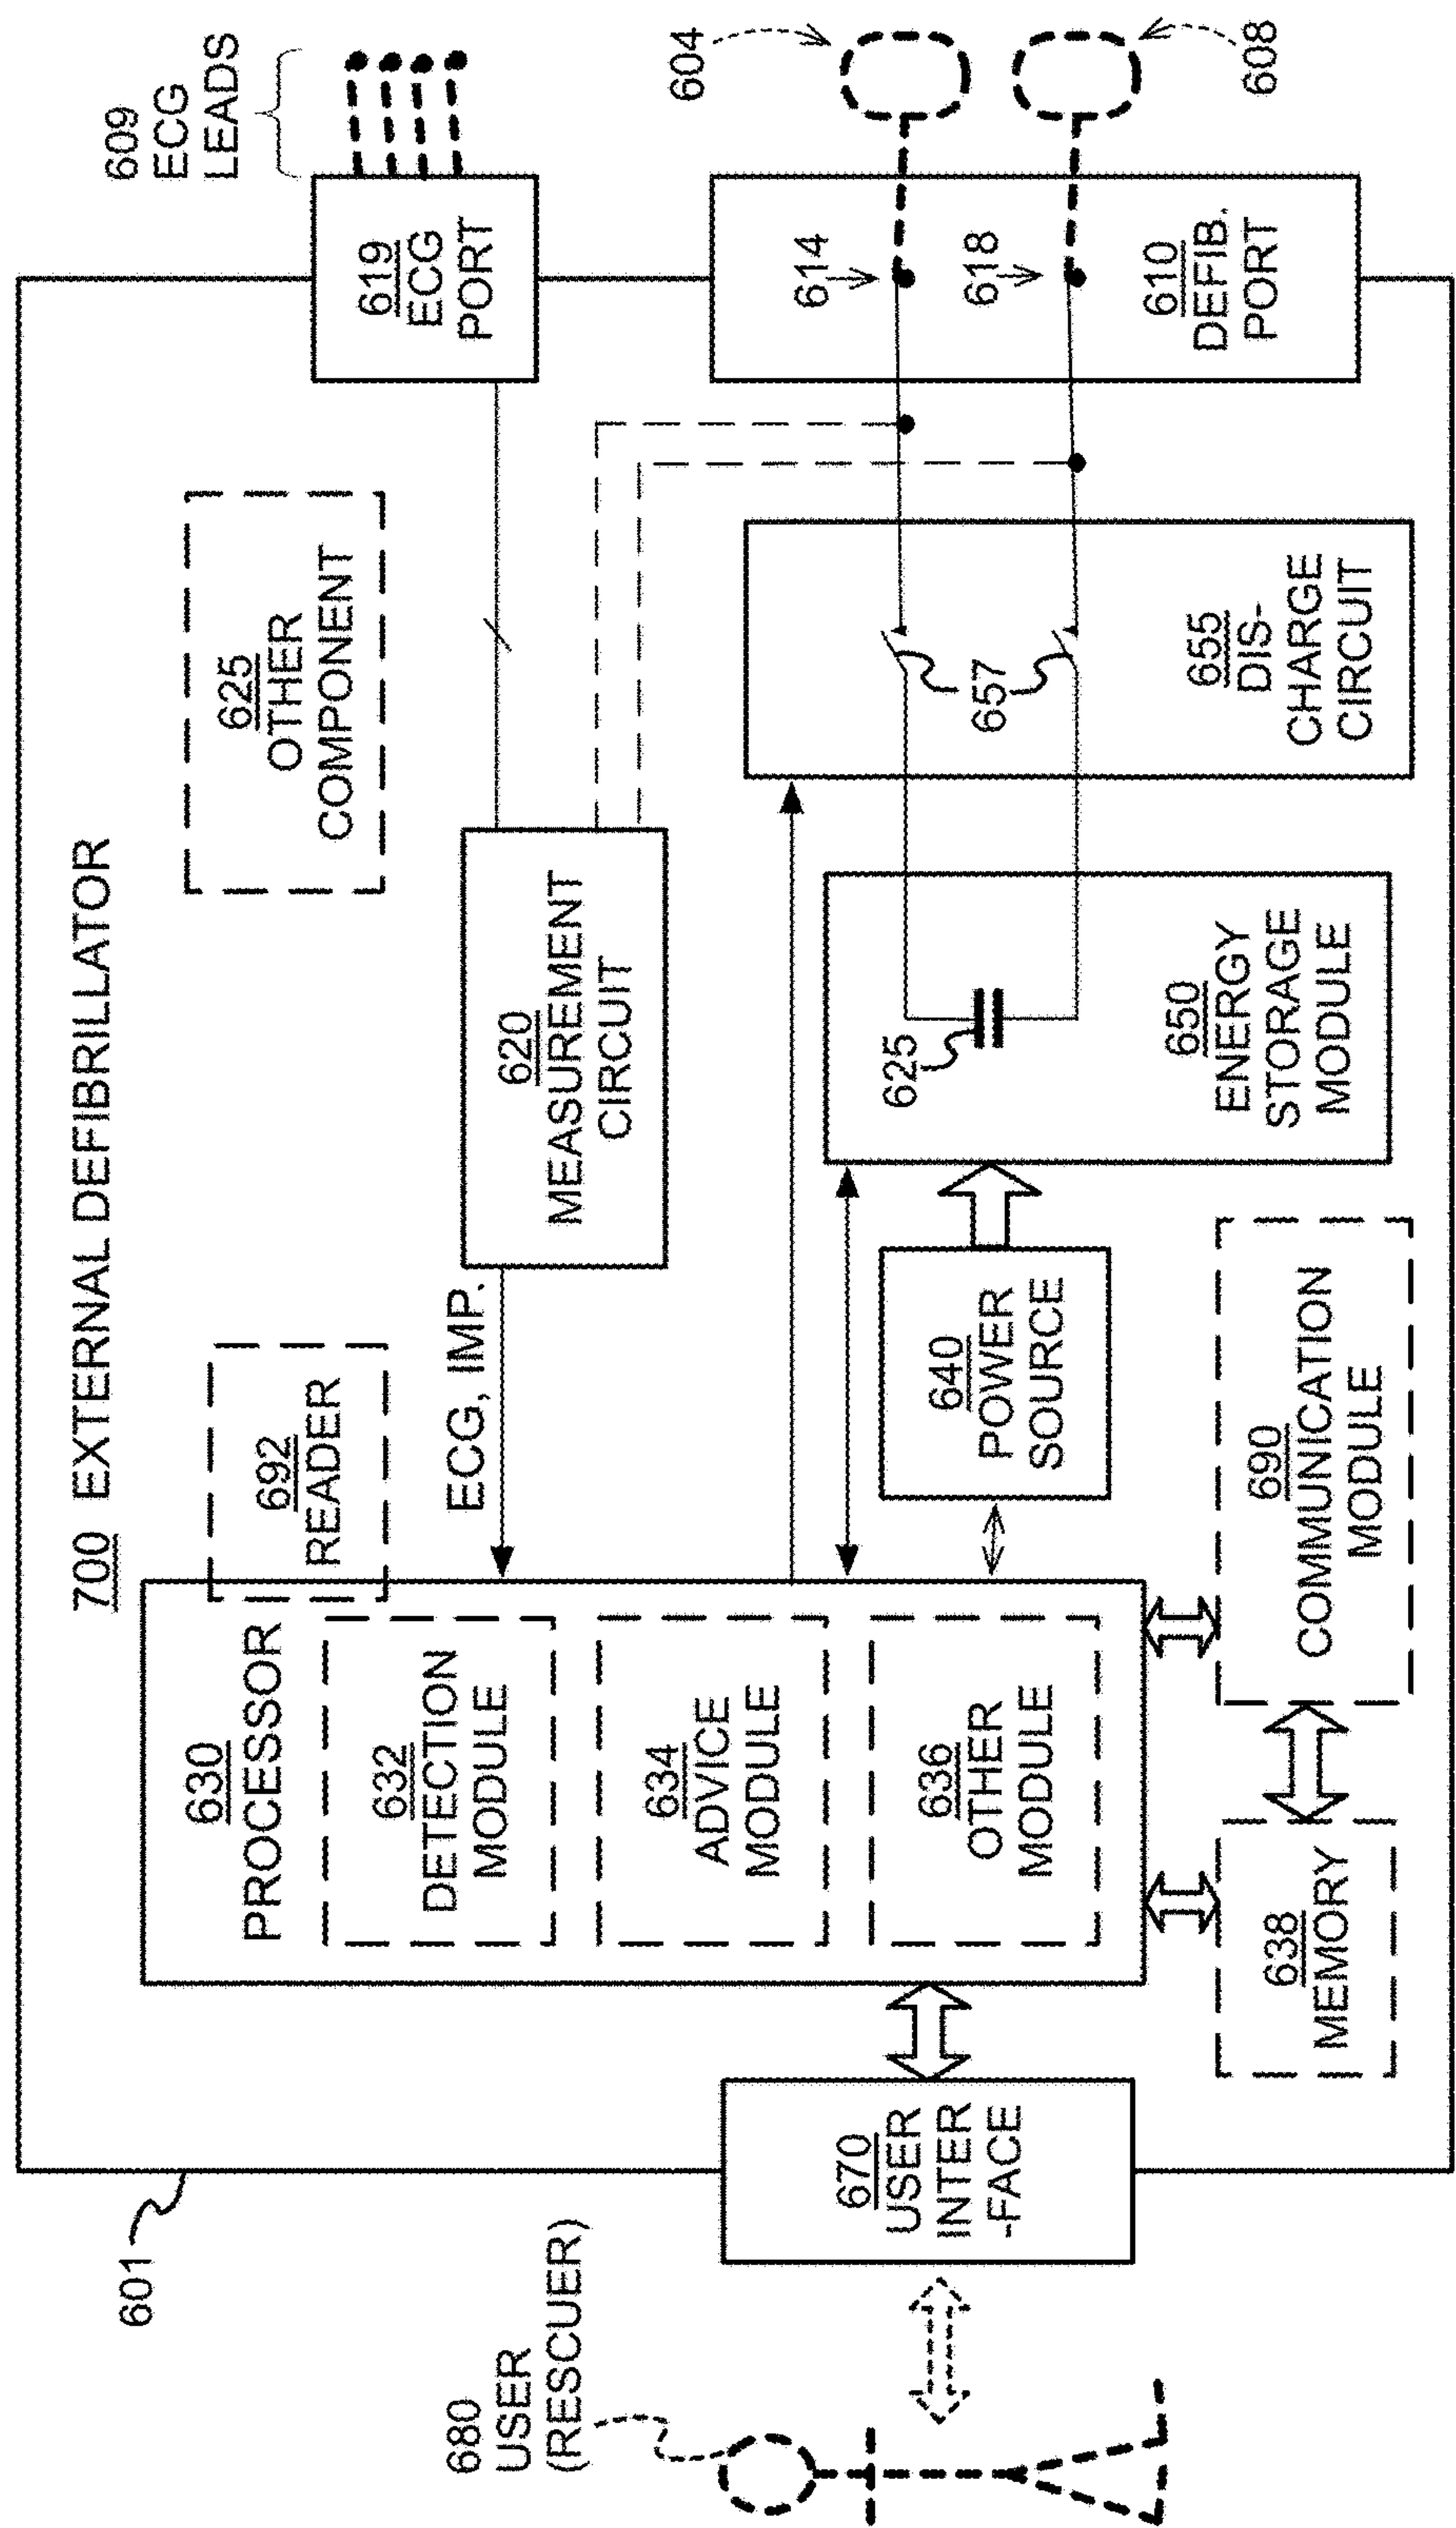 700 EXTERNAL DEFIBRILLATOR
601
680
USER
(RESCUER)
670
USER
INTER
-FACE
630
PROCESSOR
632
DETECTION
MODULE
634
ADVICE
MODULE
636
OTHER
MODULE
638
MEMORY
690
COMMUNICATION
MODULE
692
READER
ECG, IMP.
640
POWER
SOURCE
620
MEASUREMENT
CIRCUIT
625
650
ENERGY
STORAGE
MODULE
625
OTHER
COMPONENT
657
655
DIS-
CHARGE
CIRCUIT
619
ECG
PORT
614
618
610
DEFIB.
PORT
609
ECG
LEADS
604
608